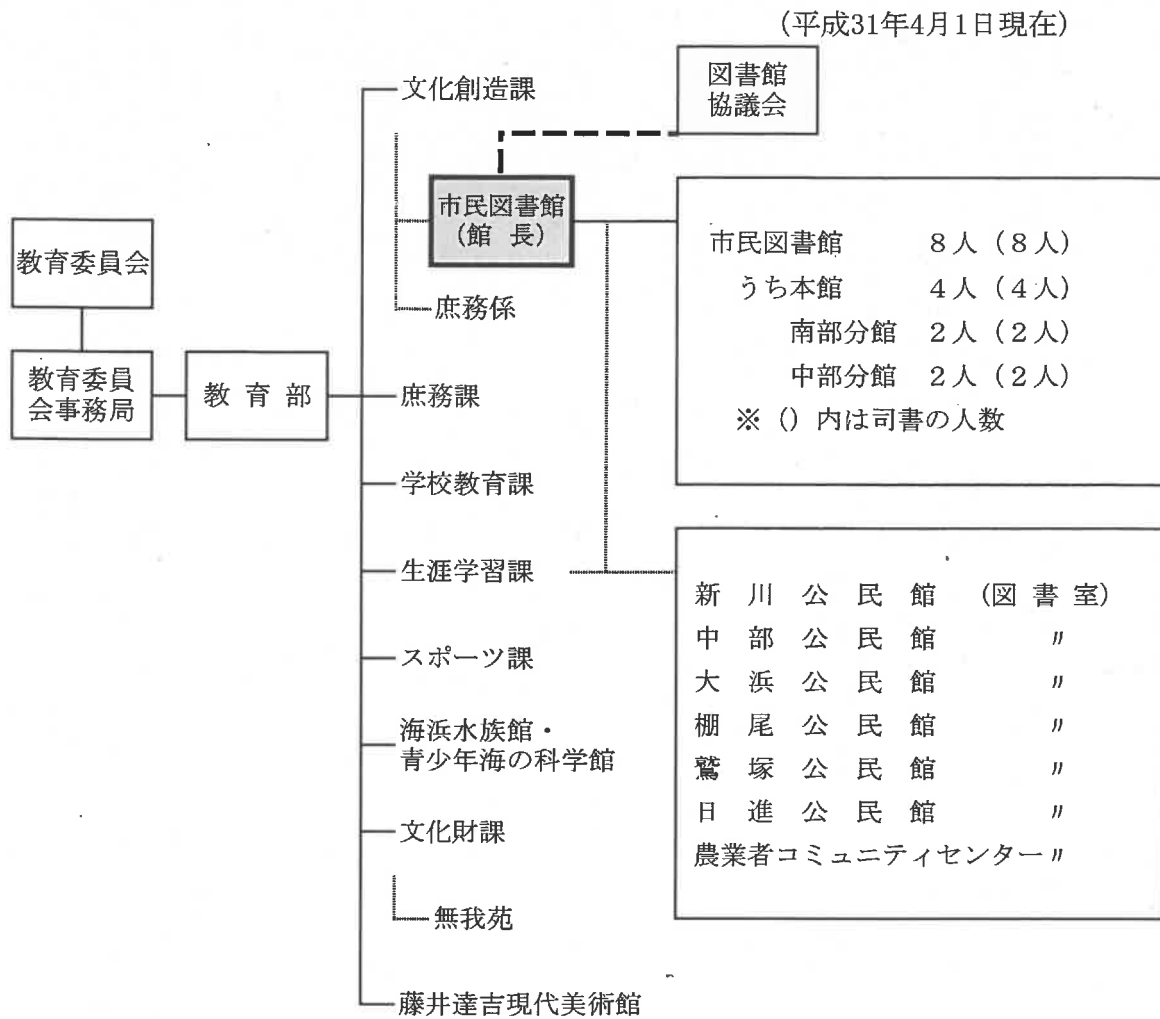 (平成31年4月1日現在)
図書館
協議会
文化創造課
市民図書館
(館 長)
庶務係
教育委員会
教育委員
会事務局
教 育 部
庶務課
学校教育課
生涯学習課
スポーツ課
海浜水族館・
青少年海の科学館
文化財課
無我苑
藤井達吉現代美術館
市民図書館 8人(8人)
うち本館 4人(4人)
南部分館 2人(2人)
中部分館 2人(2人)
※()内は司書の人数
新川公民館 (図書室)
中部公民館 〃
大浜公民館 〃
棚尾公民館 〃
鷲塚公民館 〃
日進公民館 〃
農業者コミュニティセンター〃